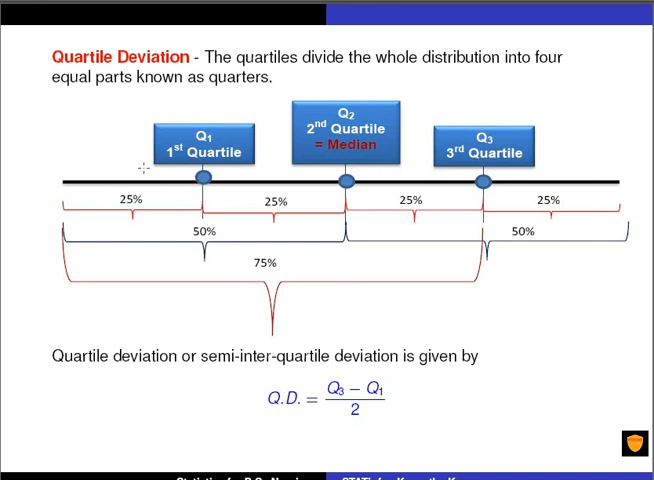 Quartile Deviation - The quartiles divide the whole distribution into four
equal parts known as quarters.
Q1
1st Quartile
Q2
2nd Quartile
= Median
Q3
3rd Quartile
25%
25%
25%
25%
50%
50%
75%
Quartile deviation or semi-inter-quartile deviation is given by
Q.D. = Q3 − Q1
2